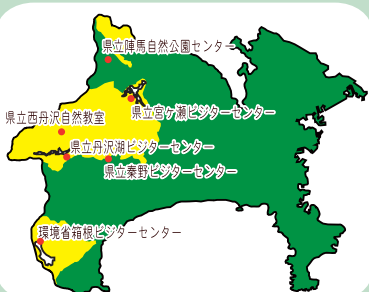 県立陣馬自然公園センター
県立宮ケ瀬ビジターセンター
県立西丹沢自然教室
県立丹沢湖ビジターセンター
県立秦野ビジターセンター
環境省箱根ビジターセンター